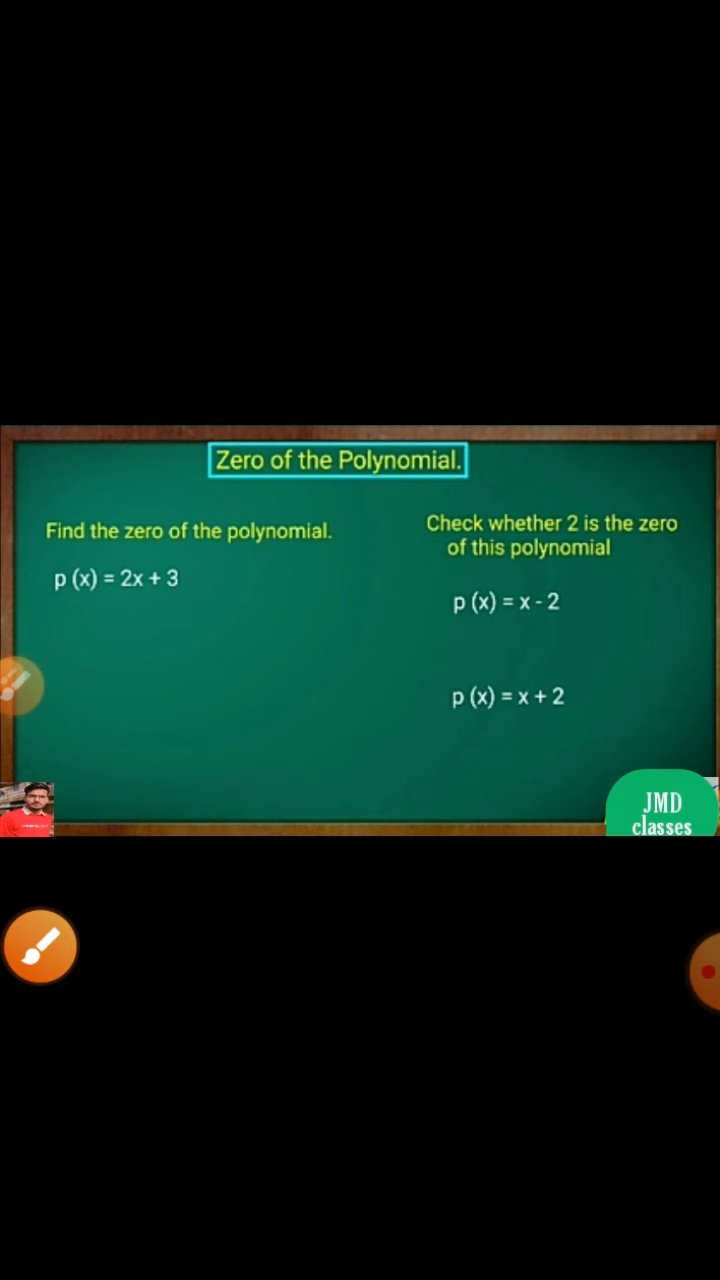 Zero of the Polynomial.
Find the zero of the polynomial.
p (x) = 2x + 3
Check whether 2 is the zero
of this polynomial
p (x) = x - 2
p (x) = x + 2
JMD
classes